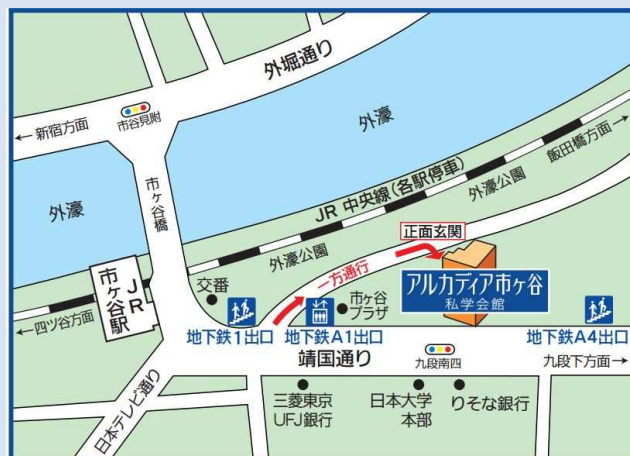 外堀通り
←新宿方面
市谷見附
外濠
飯田橋方面→
市ヶ谷橋
JR 中央線(各駅停車)
外濠公園
外濠
外濠公園
正面玄関
一方通行
アルカディア市ヶ谷
私学会館
市ヶ谷駅
JR
交番
市ヶ谷
プラザ
←四ツ谷方面
地下鉄1出口
地下鉄A1出口
地下鉄A4出口
靖国通り
九段南四
九段下方面→
日本テレビ通り
三菱東京
UFJ銀行
日本大学
本部
りそな銀行